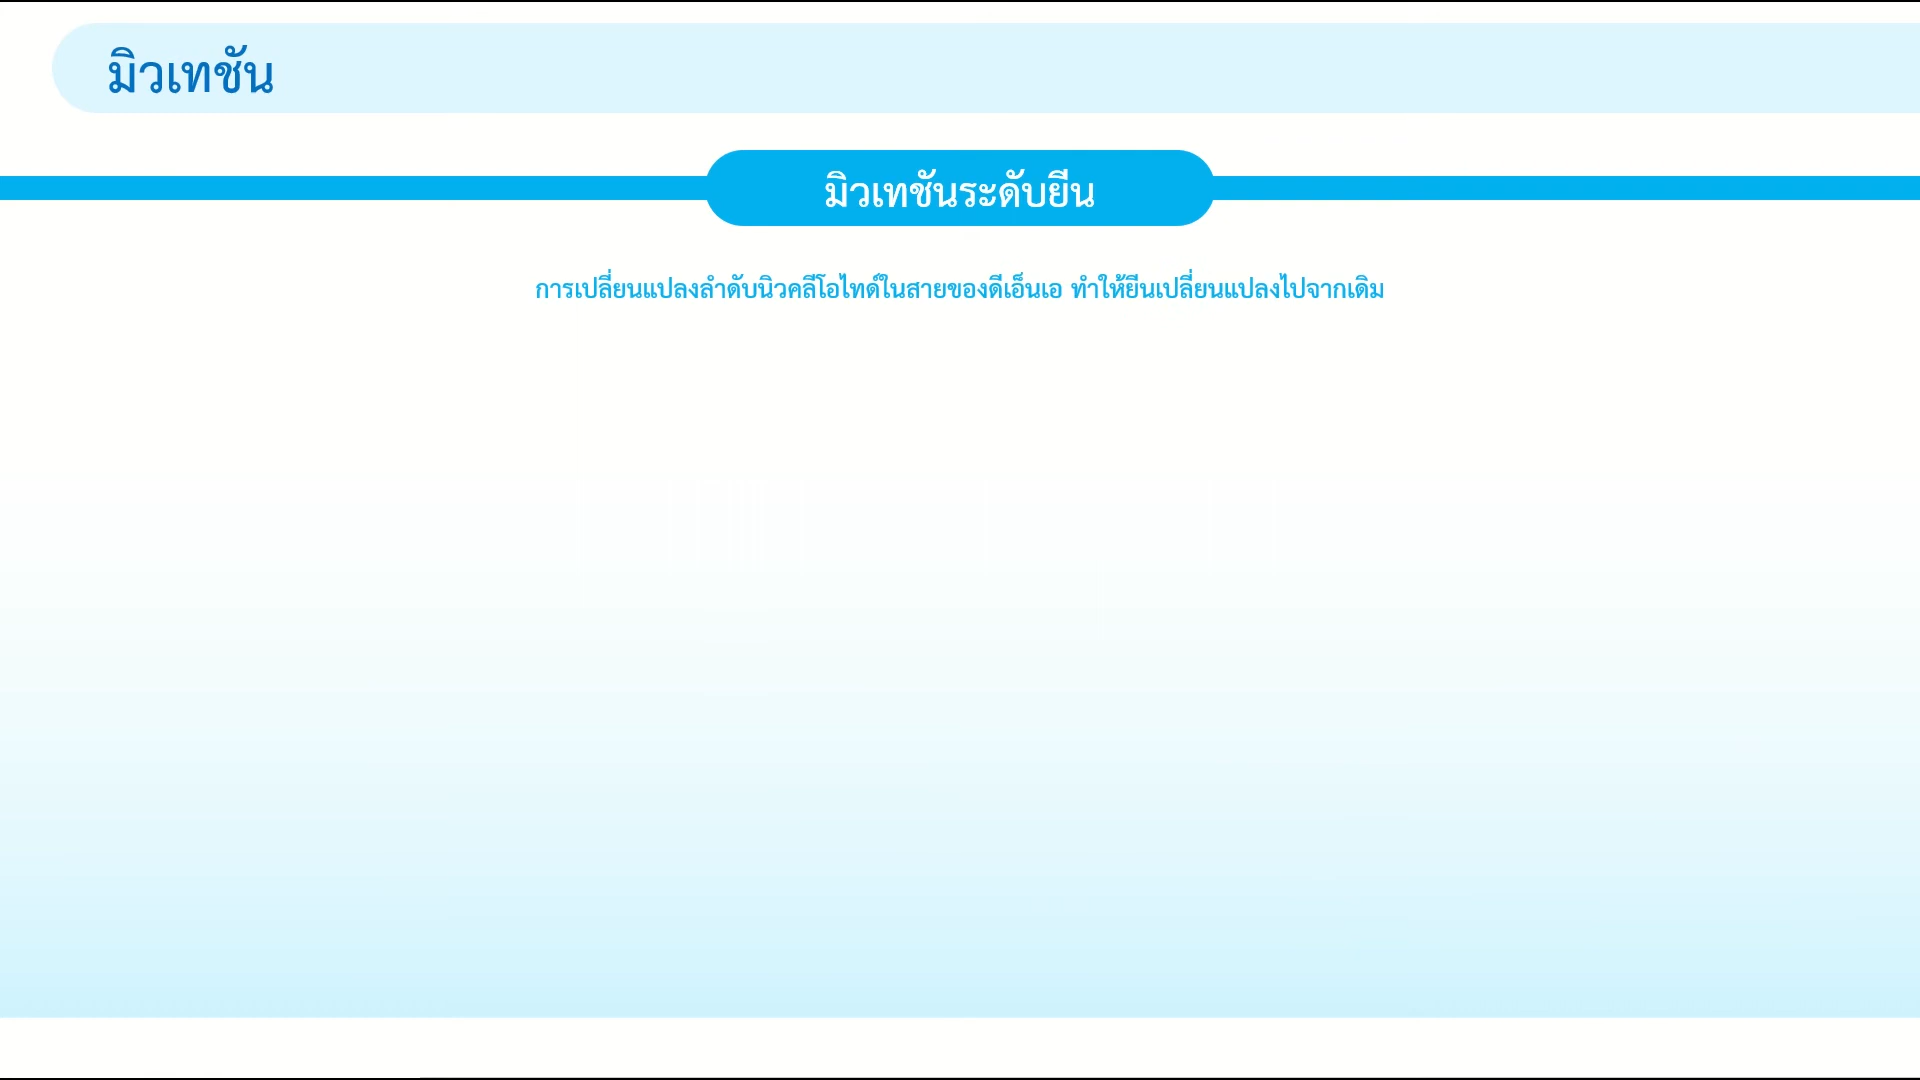 มิวเทชัน
มิวเทชันระดับยีน
การเปลี่ยนแปลงลำดับนิวคลีโอไทด์ในสายของดีเอ็นเอ ทำให้ยีนเปลี่ยนแปลงไปจากเดิม